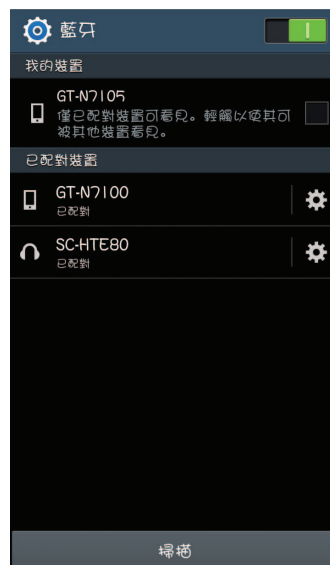 藍牙
我的裝置
GT-N7105
僅已配對裝置可看見。輕觸以使其可
被其他裝置看見。
已配對裝置
GT-N7100
已配對
SC-HTE80
已配對
掃描